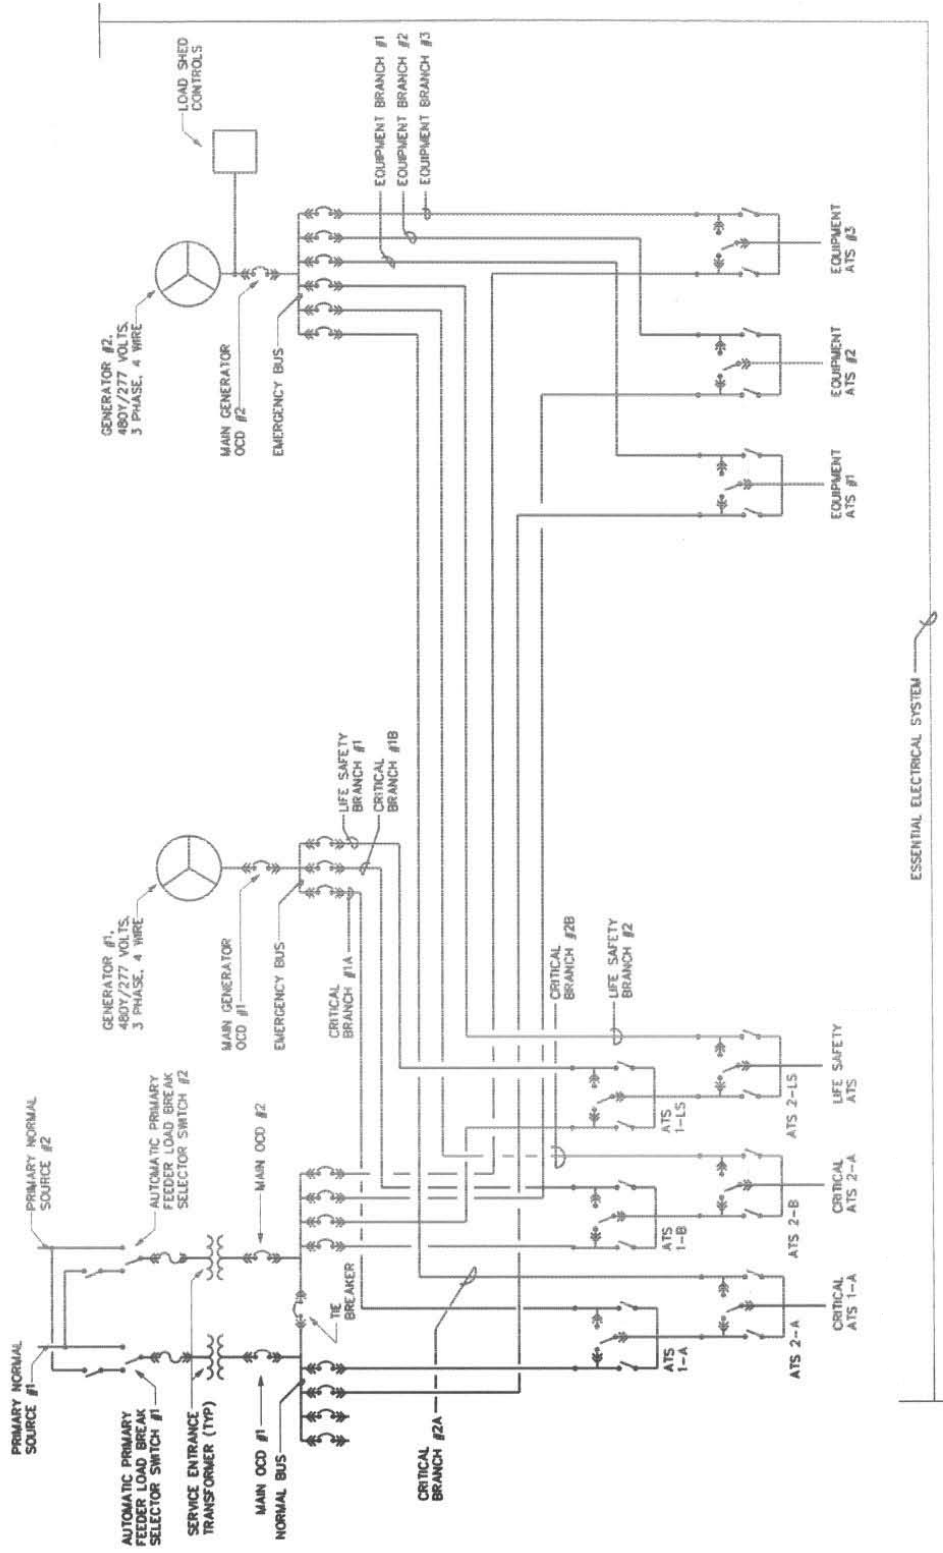 PRIMARY NORMAL
SOURCE #1
PRIMARY NORMAL
SOURCE #2
AUTOMATIC PRIMARY
FEEDER LOAD BREAK
SELECTOR SWITCH #1
AUTOMATIC PRIMARY
FEEDER LOAD BREAK
SELECTOR SWITCH #2
SERVICE ENTRANCE
TRANSFORMER (TYP)
MAIN OCD #1
MAIN OCD #2
NORMAL BUS
TIE
BREAKER
GENERATOR #1,
480Y/277 VOLTS,
3 PHASE, 4 WIRE
MAIN GENERATOR
OCD #1
EMERGENCY BUS
CRITICAL
BRANCH #1A
LIFE SAFETY
BRANCH #1
CRITICAL
BRANCH #1B
GENERATOR #2,
480Y/277 VOLTS,
3 PHASE, 4 WIRE
MAIN GENERATOR
OCD #2
EMERGENCY BUS
LOAD SHED
CONTROLS
EQUIPMENT BRANCH #1
EQUIPMENT BRANCH #2
EQUIPMENT BRANCH #3
CRITICAL
BRANCH #2A
CRITICAL
BRANCH #2B
LIFE SAFETY
BRANCH #2
ATS
1-A
ATS
1-B
ATS
1-LS
ATS 2-A
ATS 2-B
ATS 2-LS
CRITICAL
ATS 1-A
CRITICAL
ATS 2-A
LIFE SAFETY
ATS
EQUIPMENT
ATS #1
EQUIPMENT
ATS #2
EQUIPMENT
ATS #3
ESSENTIAL ELECTRICAL SYSTEM